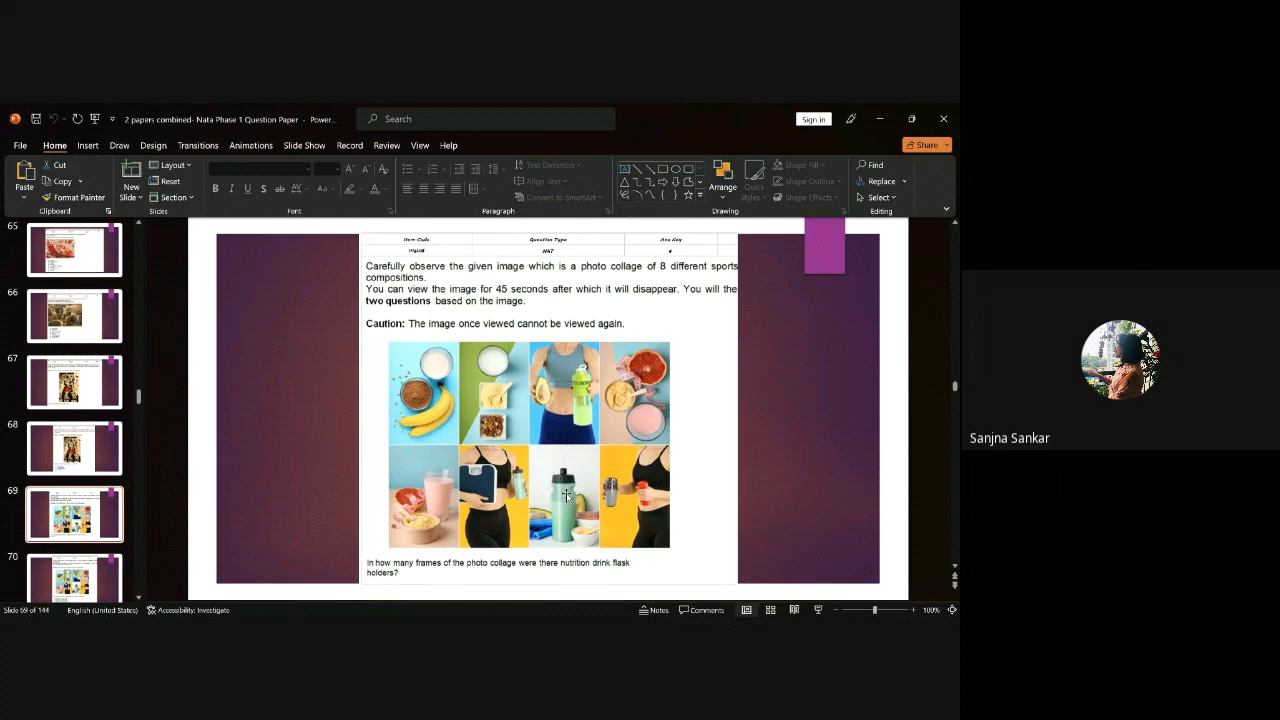 2 papers combined- Nata Phase 1 Question Paper - Power...
Search
Sign in
File Home Insert Draw Design Transitions Animations Slide Show Record Review View Help
Share
Paste
Cut
Copy
Format Painter
Clipboard
New
Slide
Layout
Reset
Section
Slides
B I U S ab AV Aa A
Font
Text Direction
Align Text
Convert to SmartArt
Paragraph
Arrange
Quick
Styles
Shape Fill
Shape Outline
Shape Effects
Drawing
Find
Replace
Select
Editing
65
66
67
68
69
70
Item Code Question Type Ans Key
NAT 4
Carefully observe the given image which is a photo collage of 8 different sports
compositions.
You can view the image for 45 seconds after which it will disappear. You will the
two questions based on the image.
Caution: The image once viewed cannot be viewed again.
In how many frames of the photo collage were there nutrition drink flask
holders?
Slide 69 of 144 English (United States) Accessibility: Investigate Notes Comments 100%
Sanjna Sankar